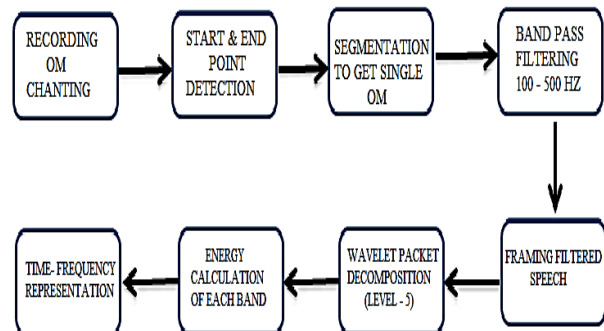 RECORDING
OM
CHANTING
START & END
POINT
DETECTION
SEGMENTATION
TO GET SINGLE
OM
BAND PASS
FILTERING
100 - 500 HZ
FRAMING FILTERED
SPEECH
WAVELET PACKET
DECOMPOSITION
(LEVEL - 5)
ENERGY
CALCULATION
OF EACH BAND
TIME- FREQUENCY
REPRESENTATION